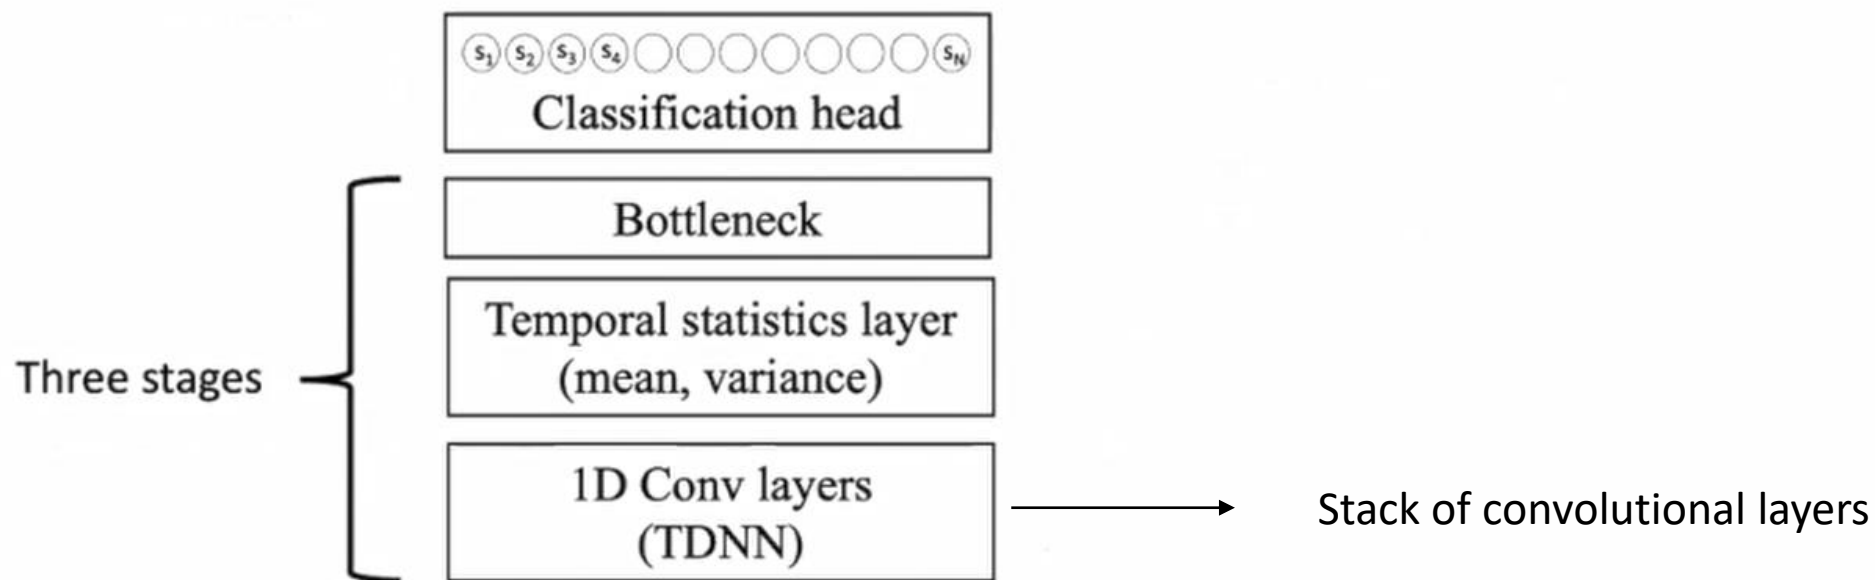 S1 S2 S3 S4 SN
Classification head
Bottleneck
Temporal statistics layer
(mean, variance)
Three stages
1D Conv layers
(TDNN)
Stack of convolutional layers